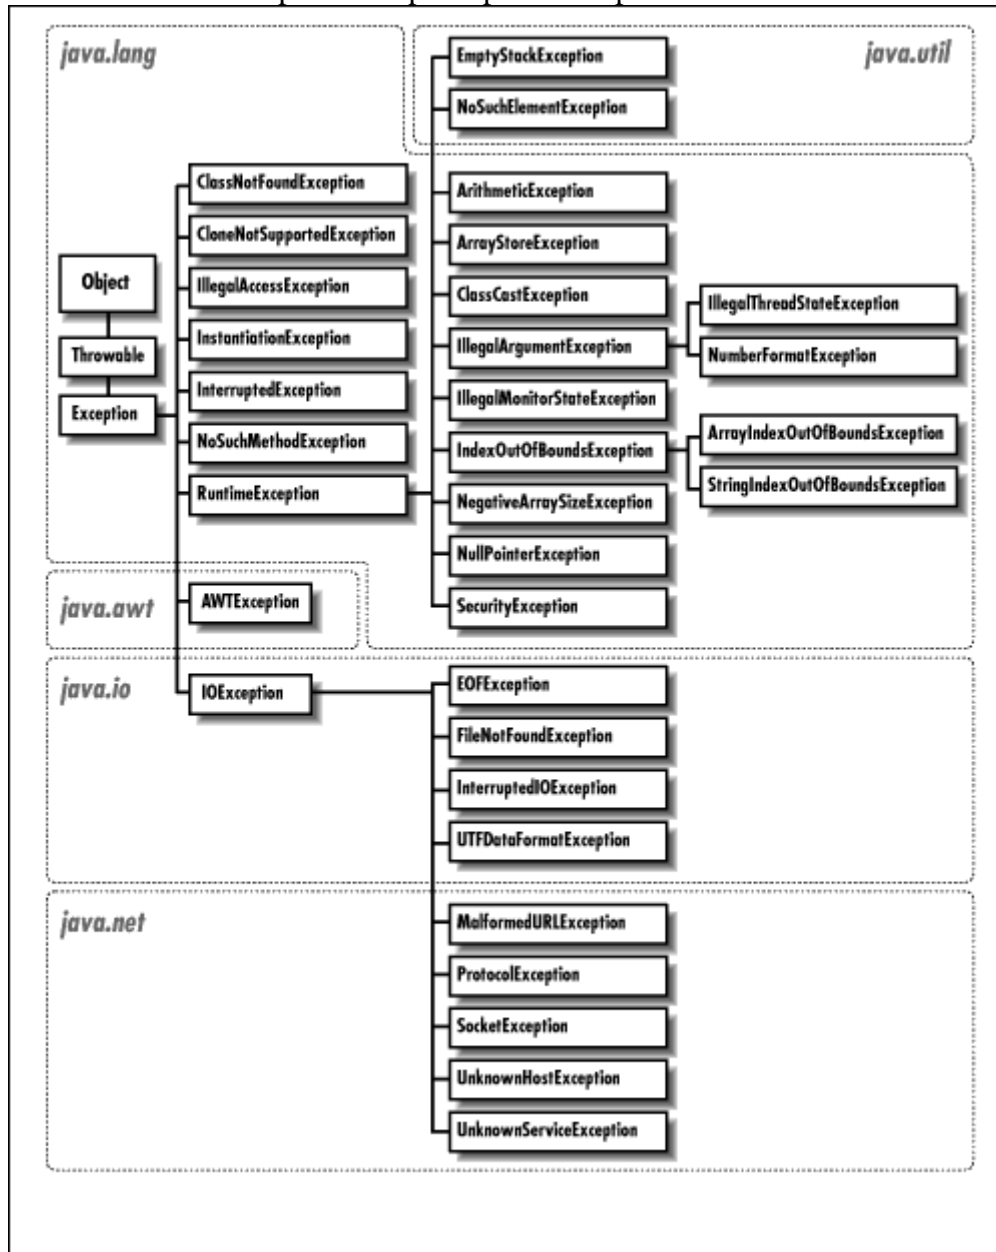 java.lang
java.util
EmptyStackException
NoSuchElementException
ClassNotFoundException
CloneNotSupportedException
IllegalAccessException
InstantiationException
InterruptedException
NoSuchMethodException
RuntimeException
Object
Throwable
Exception
ArithmeticException
ArrayStoreException
ClassCastException
IllegalArgumentException
IllegalMonitorStateException
IndexOutOfBoundsException
NegativeArraySizeException
NullPointerException
SecurityException
IllegalThreadStateException
NumberFormatException
ArrayIndexOutOfBoundsException
StringIndexOutOfBoundsException
java.awt
AWTException
java.io
IOException
EOFException
FileNotFoundException
InterruptedIOException
UTFDataFormatException
java.net
MalformedURLException
ProtocolException
SocketException
UnknownHostException
UnknownServiceException